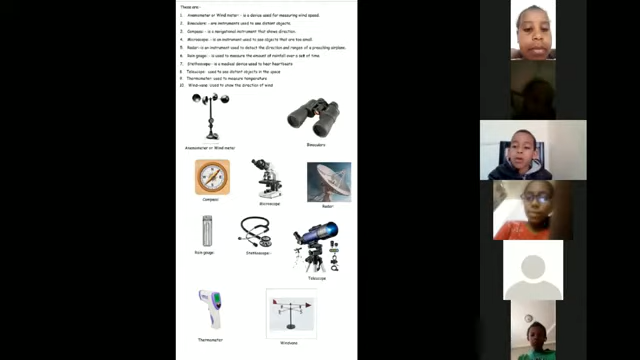 These are:-
1. Anemometer or Wind meter - is a device used for measuring wind speed.
2. Binoculars - are instruments used to see distant objects.
3. Compass - is a navigational instrument that shows direction.
4. Microscope - is an instrument used to see objects that are too small.
5. Radar- is an instrument used to detect the direction and ranges of a airplane.
6. Rain gauge - is used to measure the amount of rainfall over a set of time.
7. Stethoscope - is a medical device used to hear heartbeats
8. Telescope - used to see distant objects in the space
9. Thermometer- used to measure temperature
10. Wind-vane -used to show the direction of wind
Anemometer or Wind meter
Binoculars
Compass
Microscope
Radar
Rain gauge
Stethoscope-
Telescope
Thermometer
Windvane